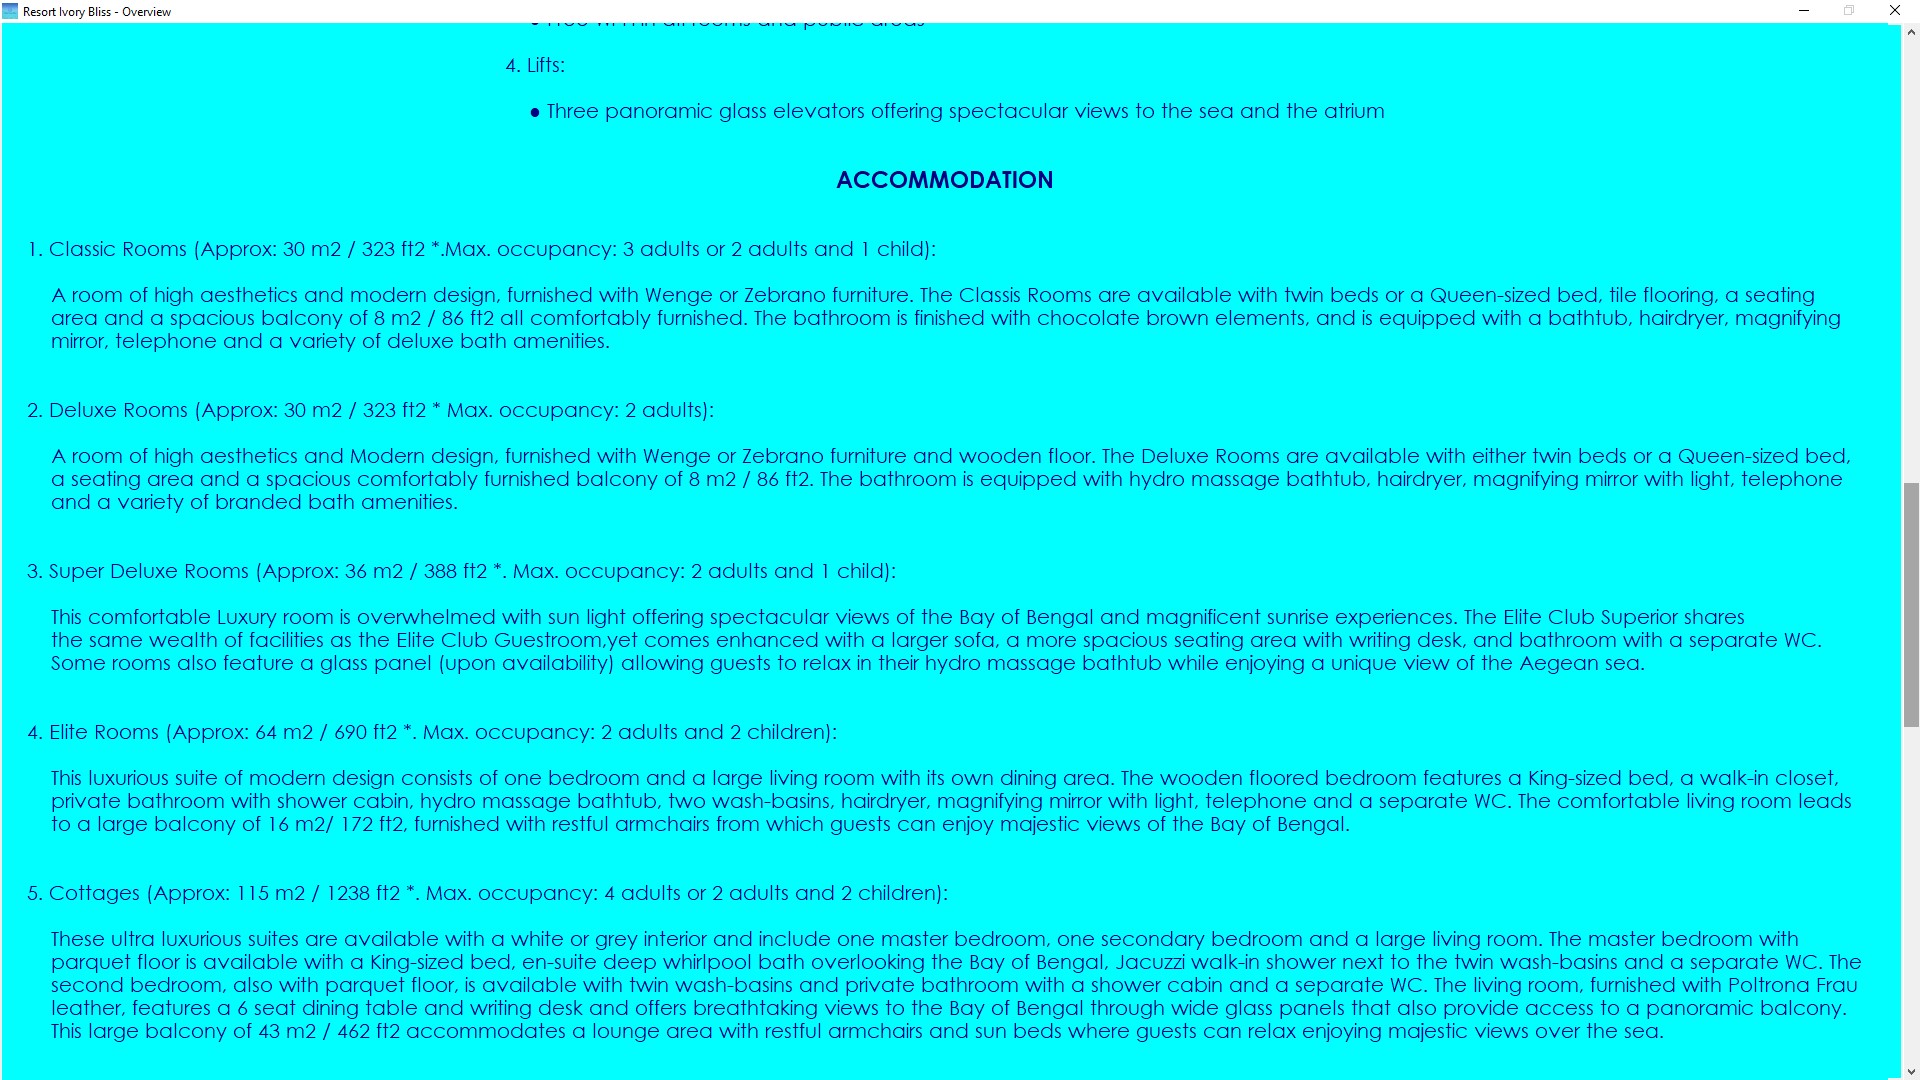 Resort Ivory Bliss - Overview
● Free Wi-Fi in all rooms and public areas
4. Lifts:
● Three panoramic glass elevators offering spectacular views to the sea and the atrium
ACCOMMODATION
1. Classic Rooms (Approx: 30 m2 / 323 ft2 *.Max. occupancy: 3 adults or 2 adults and 1 child):
A room of high aesthetics and modern design, furnished with Wenge or Zebrano furniture. The Classis Rooms are available with twin beds or a Queen-sized bed, tile flooring, a seating
area and a spacious balcony of 8 m2 / 86 ft2 all comfortably furnished. The bathroom is finished with chocolate brown elements, and is equipped with a bathtub, hairdryer, magnifying
mirror, telephone and a variety of deluxe bath amenities.
2. Deluxe Rooms (Approx: 30 m2 / 323 ft2 * Max. occupancy: 2 adults):
A room of high aesthetics and Modern design, furnished with Wenge or Zebrano furniture and wooden floor. The Deluxe Rooms are available with either twin beds or a Queen-sized bed,
a seating area and a spacious comfortably furnished balcony of 8 m2 / 86 ft2. The bathroom is equipped with hydro massage bathtub, hairdryer, magnifying mirror with light, telephone
and a variety of branded bath amenities.
3. Super Deluxe Rooms (Approx: 36 m2 / 388 ft2 *. Max. occupancy: 2 adults and 1 child):
This comfortable Luxury room is overwhelmed with sun light offering spectacular views of the Bay of Bengal and magnificent sunrise experiences. The Elite Club Superior shares
the same wealth of facilities as the Elite Club Guestroom,yet comes enhanced with a larger sofa, a more spacious seating area with writing desk, and bathroom with a separate WC.
Some rooms also feature a glass panel (upon availability) allowing guests to relax in their hydro massage bathtub while enjoying a unique view of the Aegean sea.
4. Elite Rooms (Approx: 64 m2 / 690 ft2 *. Max. occupancy: 2 adults and 2 children):
This luxurious suite of modern design consists of one bedroom and a large living room with its own dining area. The wooden floored bedroom features a King-sized bed, a walk-in closet,
private bathroom with shower cabin, hydro massage bathtub, two wash-basins, hairdryer, magnifying mirror with light, telephone and a separate WC. The comfortable living room leads
to a large balcony of 16 m2/ 172 ft2, furnished with restful armchairs from which guests can enjoy majestic views of the Bay of Bengal.
5. Cottages (Approx: 115 m2 / 1238 ft2 *. Max. occupancy: 4 adults or 2 adults and 2 children):
These ultra luxurious suites are available with a white or grey interior and include one master bedroom, one secondary bedroom and a large living room. The master bedroom with
parquet floor is available with a King-sized bed, en-suite deep whirlpool bath overlooking the Bay of Bengal, Jacuzzi walk-in shower next to the twin wash-basins and a separate WC. The
second bedroom, also with parquet floor, is available with twin wash-basins and private bathroom with a shower cabin and a separate WC. The living room, furnished with Poltrona Frau
leather, features a 6 seat dining table and writing desk and offers breathtaking views to the Bay of Bengal through wide glass panels that also provide access to a panoramic balcony.
This large balcony of 43 m2 / 462 ft2 accommodates a lounge area with restful armchairs and sun beds where guests can relax enjoying majestic views over the sea.